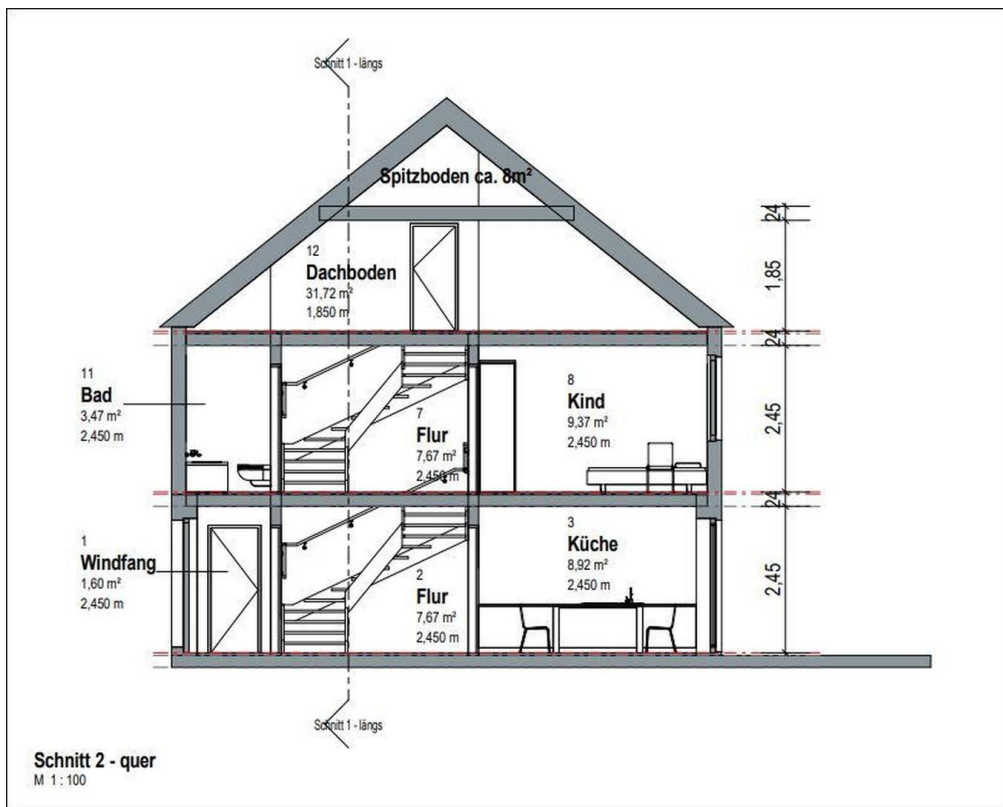 Schnitt 1 - längs
Spitzboden ca. 8m²
24
12
Dachboden
31,72 m²
1,850 m
1,85
24
11
Bad
3,47 m²
2,450 m
7
Flur
7,67 m²
2,450 m
8
Kind
9,37 m²
2,450 m
2,45
24
1
Windfang
1,60 m²
2,450 m
2
Flur
7,67 m²
2,450 m
3
Küche
8,92 m²
2,450 m
2,45
Schnitt 1 - längs
Schnitt 2 - quer
M 1 : 100